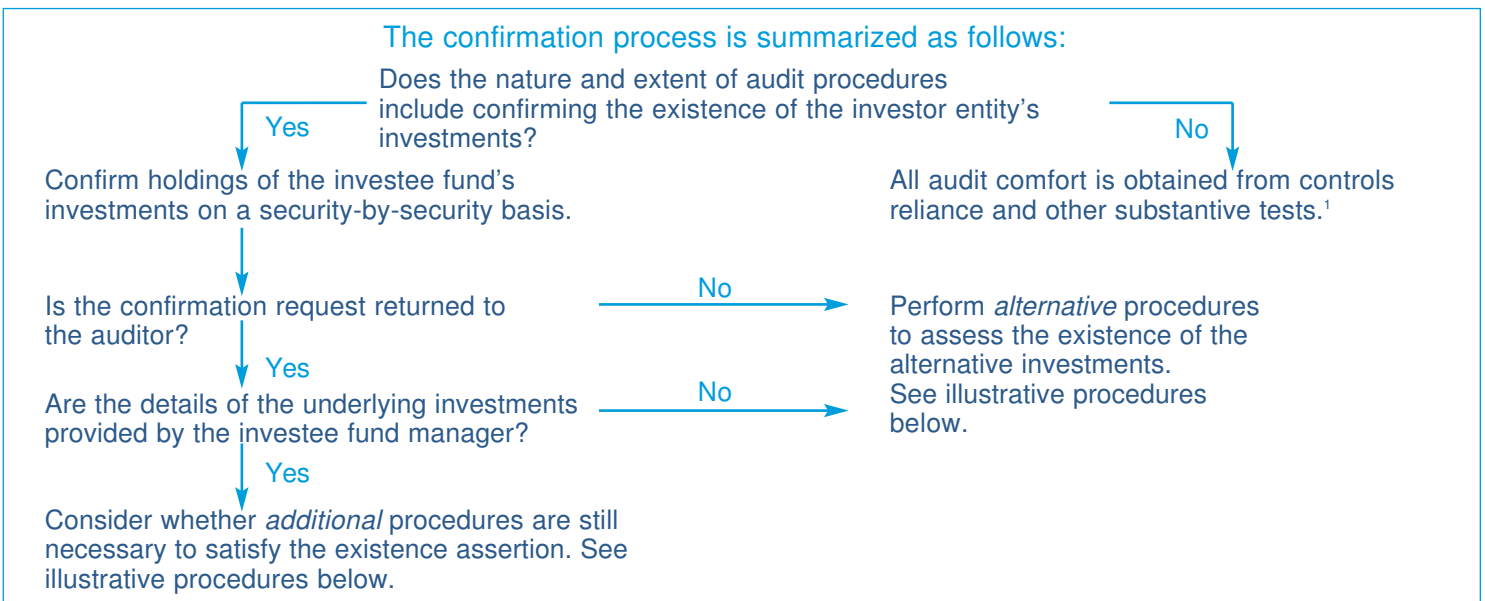 The confirmation process is summarized as follows:
Does the nature and extent of audit procedures
include confirming the existence of the investor entity's
investments?
Yes
No
Confirm holdings of the investee fund's
investments on a security-by-security basis.
All audit comfort is obtained from controls
reliance and other substantive tests.¹
Is the confirmation request returned to
the auditor?
No
Perform alternative procedures
to assess the existence of the
alternative investments.
See illustrative procedures
below.
Yes
Are the details of the underlying investments
provided by the investee fund manager?
No
Yes
Consider whether additional procedures are still
necessary to satisfy the existence assertion. See
illustrative procedures below.